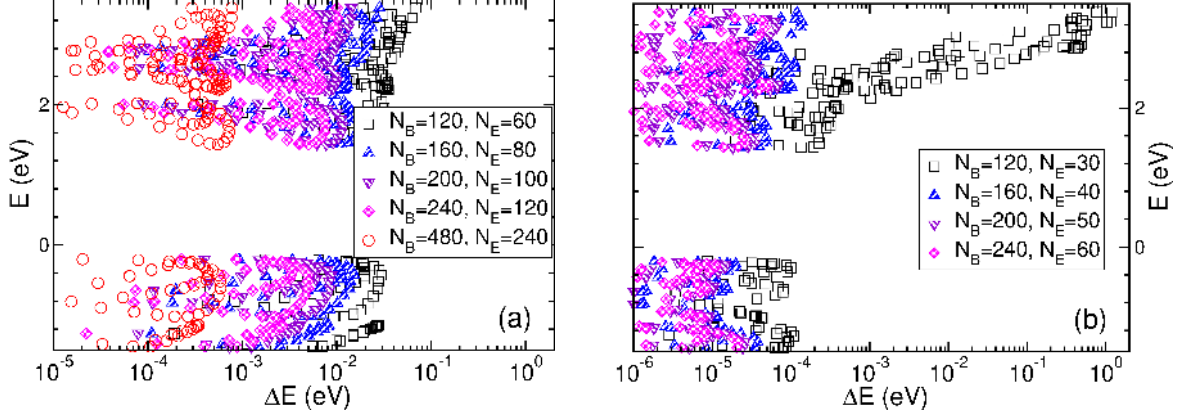 E (eV)
2
0
N_B=120, N_E=60
N_B=160, N_E=80
N_B=200, N_E=100
N_B=240, N_E=120
N_B=480, N_E=240
(a)
10^-5 10^-4 10^-3 10^-2 10^-1 10^0
ΔE (eV)
N_B=120, N_E=30
N_B=160, N_E=40
N_B=200, N_E=50
N_B=240, N_E=60
(b)
2
0
E (eV)
10^-6 10^-5 10^-4 10^-3 10^-2 10^-1 10^0
ΔE (eV)